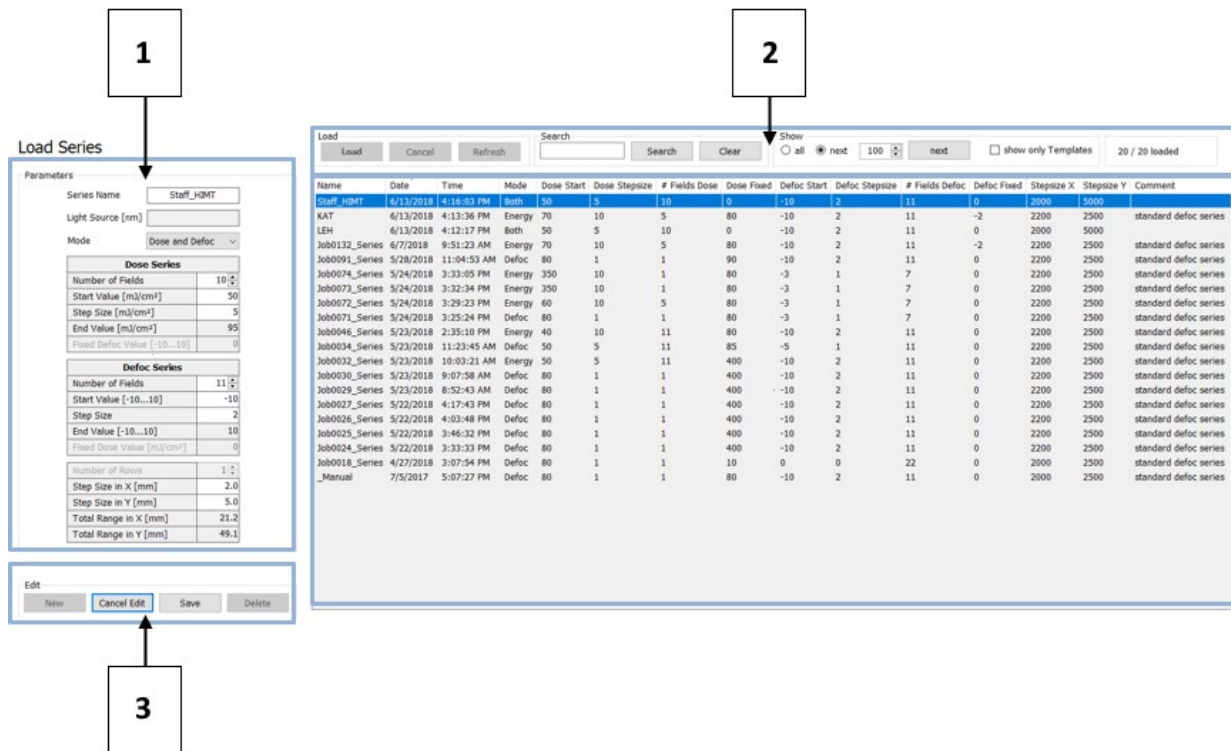 1
2
Load Series
Parameters
Series Name Staff_HIMT
Light Source [nm]
Mode Dose and Defoc
Dose Series
Number of Fields 10
Start Value [mJ/cm²] 50
Step Size [mJ/cm²] 5
End Value [mJ/cm²] 95
Fixed Defoc Value [-10...10] 0
Defoc Series
Number of Fields 11
Start Value [-10...10] -10
Step Size 2
End Value [-10...10] 10
Fixed Dose Value [mJ/cm²] 0
Number of Rows 1
Step Size in X [mm] 2.0
Step Size in Y [mm] 5.0
Total Range in X [mm] 21.2
Total Range in Y [mm] 49.1
Edit
New Cancel Edit Save Delete
3
Load Search Show
Load Cancel Refresh Search Clear all next 100 next show only Templates 20 / 20 loaded
Name Date Time Mode Dose Start Dose Stepsize # Fields Dose Dose Fixed Defoc Start Defoc Stepsize # Fields Defoc Defoc Fixed Stepsize X Stepsize Y Comment
Staff_HIMT 6/13/2018 4:16:03 PM Both 50 5 10 0 -10 2 11 0 2000 5000
KAT 6/13/2018 4:13:36 PM Energy 70 10 5 80 -10 2 11 -2 2200 2500 standard defoc series
LEH 6/13/2018 4:12:17 PM Both 50 5 10 0 -10 2 11 0 2000 5000
Job0132_Series 6/7/2018 9:51:23 AM Energy 70 10 5 80 -10 2 11 -2 2200 2500 standard defoc series
Job0091_Series 5/28/2018 11:04:53 AM Defoc 80 1 1 90 -10 2 11 0 2200 2500 standard defoc series
Job0074_Series 5/24/2018 3:33:05 PM Energy 350 10 1 80 -3 1 7 0 2200 2500 standard defoc series
Job0073_Series 5/24/2018 3:32:34 PM Energy 350 10 1 80 -3 1 7 0 2200 2500 standard defoc series
Job0072_Series 5/24/2018 3:29:23 PM Energy 60 10 5 80 -3 1 7 0 2200 2500 standard defoc series
Job0071_Series 5/24/2018 3:25:24 PM Defoc 80 1 1 80 -3 1 7 0 2200 2500 standard defoc series
Job0046_Series 5/23/2018 2:35:10 PM Energy 40 10 11 80 -10 2 11 0 2200 2500 standard defoc series
Job0034_Series 5/23/2018 11:23:45 AM Defoc 50 5 11 85 -5 1 11 0 2200 2500 standard defoc series
Job0032_Series 5/23/2018 10:03:21 AM Energy 50 5 11 400 -10 2 11 0 2200 2500 standard defoc series
Job0030_Series 5/23/2018 9:07:58 AM Defoc 80 1 1 400 -10 2 11 0 2200 2500 standard defoc series
Job0029_Series 5/23/2018 8:52:43 AM Defoc 80 1 1 400 -10 2 11 0 2200 2500 standard defoc series
Job0027_Series 5/22/2018 4:17:43 PM Defoc 80 1 1 400 -10 2 11 0 2200 2500 standard defoc series
Job0026_Series 5/22/2018 4:03:48 PM Defoc 80 1 1 400 -10 2 11 0 2200 2500 standard defoc series
Job0025_Series 5/22/2018 3:46:32 PM Defoc 80 1 1 400 -10 2 11 0 2200 2500 standard defoc series
Job0024_Series 5/22/2018 3:33:33 PM Defoc 80 1 1 400 -10 2 11 0 2200 2500 standard defoc series
Job0018_Series 4/27/2018 3:07:54 PM Defoc 80 1 1 10 0 0 22 0 2000 2500 standard defoc series
_Manual 7/5/2017 5:07:27 PM Defoc 80 1 1 80 -10 2 11 0 2000 2500 standard defoc series